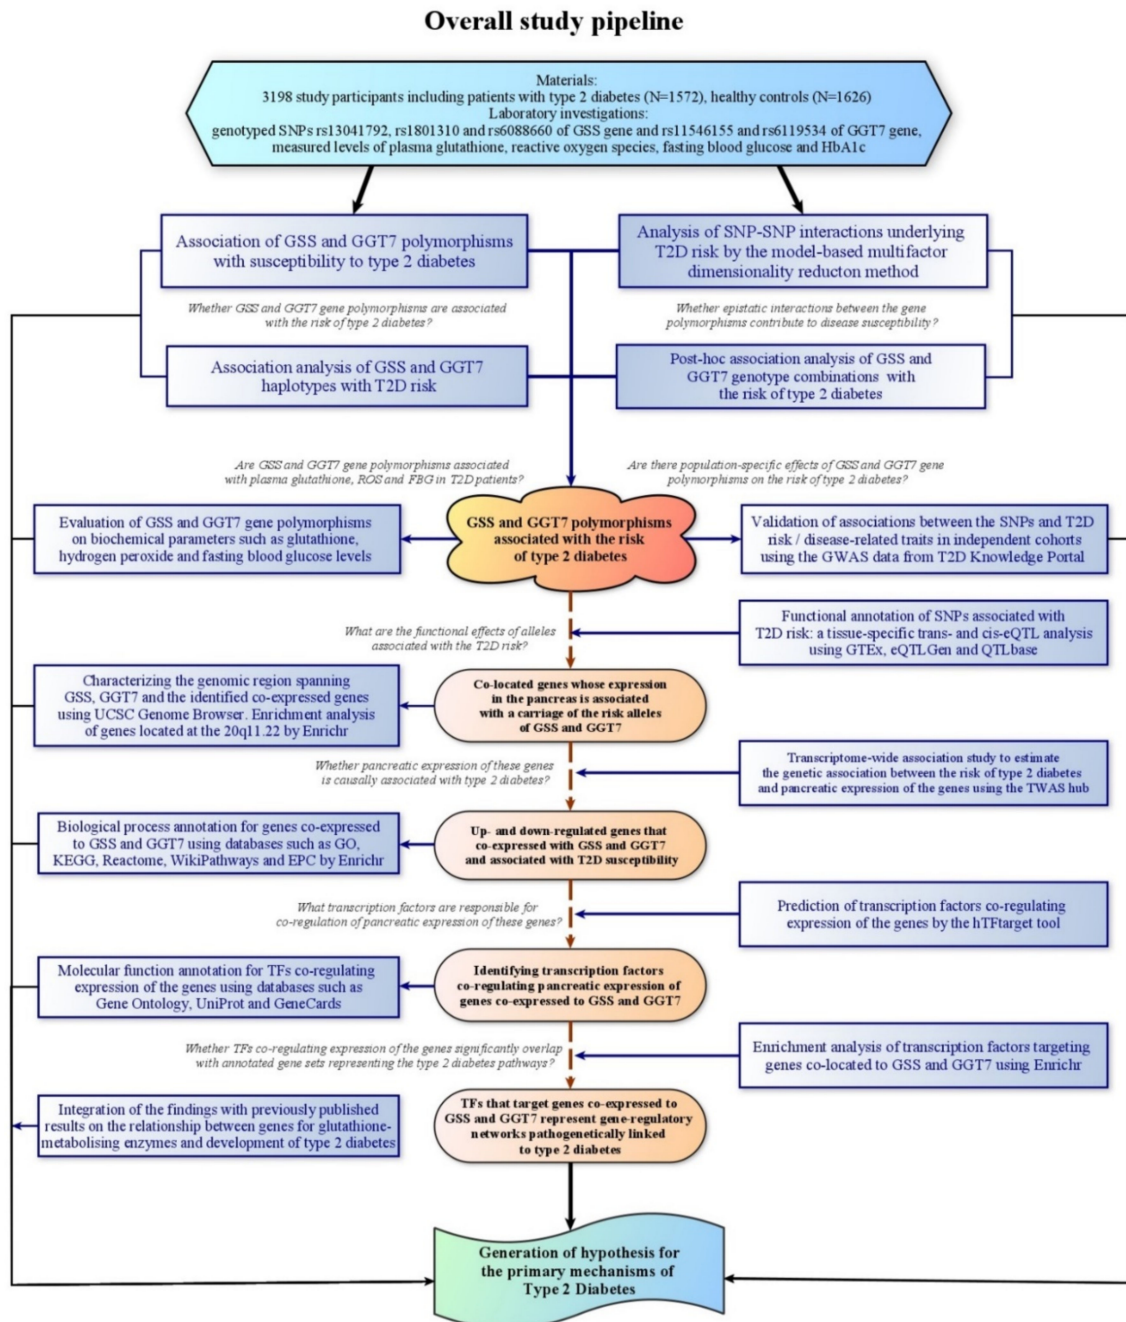 Overall study pipeline
Materials:
3198 study participants including patients with type 2 diabetes (N=1572), healthy controls (N=1626)
Laboratory investigations:
genotyped SNPs rs13041792, rs1801310 and rs6088660 of GSS gene and rs11546155 and rs6119534 of GGT7 gene,
measured levels of plasma glutathione, reactive oxygen species, fasting blood glucose and HbA1c
Association of GSS and GGT7 polymorphisms
with susceptibility to type 2 diabetes
Analysis of SNP-SNP interactions underlying
T2D risk by the model-based multifactor
dimensionality reducton method
Whether GSS and GGT7 gene polymorphisms are associated
with the risk of type 2 diabetes?
Whether epistatic interactions between the gene
polymorphisms contribute to disease susceptibility?
Association analysis of GSS and GGT7
haplotypes with T2D risk
Post-hoc association analysis of GSS and
GGT7 genotype combinations with
the risk of type 2 diabetes
Are GSS and GGT7 gene polymorphisms associated
with plasma glutathione, ROS and FBG in T2D patients?
Are there population-specific effects of GSS and GGT7 gene
polymorphisms on the risk of type 2 diabetes?
Evaluation of GSS and GGT7 gene polymorphisms
on biochemical parameters such as glutathione,
hydrogen peroxide and fasting blood glucose levels
GSS and GGT7 polymorphisms
associated with the risk
of type 2 diabetes
Validation of associations between the SNPs and T2D
risk / disease-related traits in independent cohorts
using the GWAS data from T2D Knowledge Portal
What are the functional effects of alleles
associated with the T2D risk?
Functional annotation of SNPs associated with
T2D risk: a tissue-specific trans- and cis-eQTL analysis
using GTEx, eQTLGen and QTLbase
Characterizing the genomic region spanning
GSS, GGT7 and the identified co-expressed genes
using UCSC Genome Browser. Enrichment analysis
of genes located at the 20q11.22 by Enrichr
Co-located genes whose expression
in the pancreas is associated
with a carriage of the risk alleles
of GSS and GGT7
Whether pancreatic expression of these genes
is causally associated with type 2 diabetes?
Transcriptome-wide association study to estimate
the genetic association between the risk of type 2 diabetes
and pancreatic expression of the genes using the TWAS hub
Biological process annotation for genes co-expressed
to GSS and GGT7 using databases such as GO,
KEGG, Reactome, WikiPathways and EPC by Enrichr
Up- and down-regulated genes that
co-expressed with GSS and GGT7
and associated with T2D susceptibility
What transcription factors are responsible for
co-regulation of pancreatic expression of these genes?
Prediction of transcription factors co-regulating
expression of the genes by the hTFtarget tool
Molecular function annotation for TFs co-regulating
expression of the genes using databases such as
Gene Ontology, UniProt and GeneCards
Identifying transcription factors
co-regulating pancreatic expression of
genes co-expressed to GSS and GGT7
Whether TFs co-regulating expression of the genes significantly overlap
with annotated gene sets representing the type 2 diabetes pathways?
Enrichment analysis of transcription factors targeting
genes co-located to GSS and GGT7 using Enrichr
Integration of the findings with previously published
results on the relationship between genes for glutathione-
metabolising enzymes and development of type 2 diabetes
TFs that target genes co-expressed to
GSS and GGT7 represent gene-regulatory
networks pathogenetically linked
to type 2 diabetes
Generation of hypothesis for
the primary mechanisms of
Type 2 Diabetes